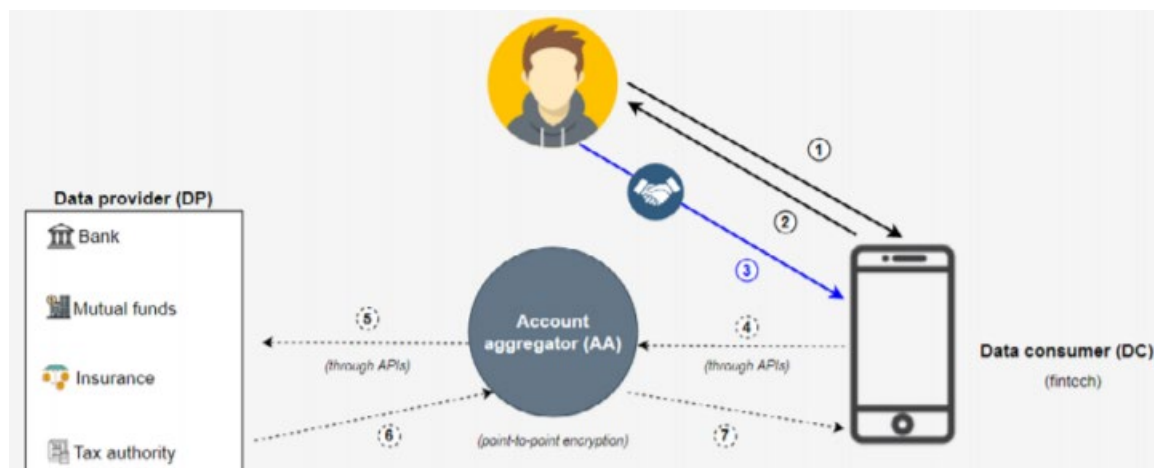 1
2
Data provider (DP)
Bank
3
Mutual funds
5
Account
aggregator (AA)
4
(through APIs)
(through APIs)
Data consumer (DC)
(fintech)
Insurance
6
(point-to-point encryption)
7
Tax authority